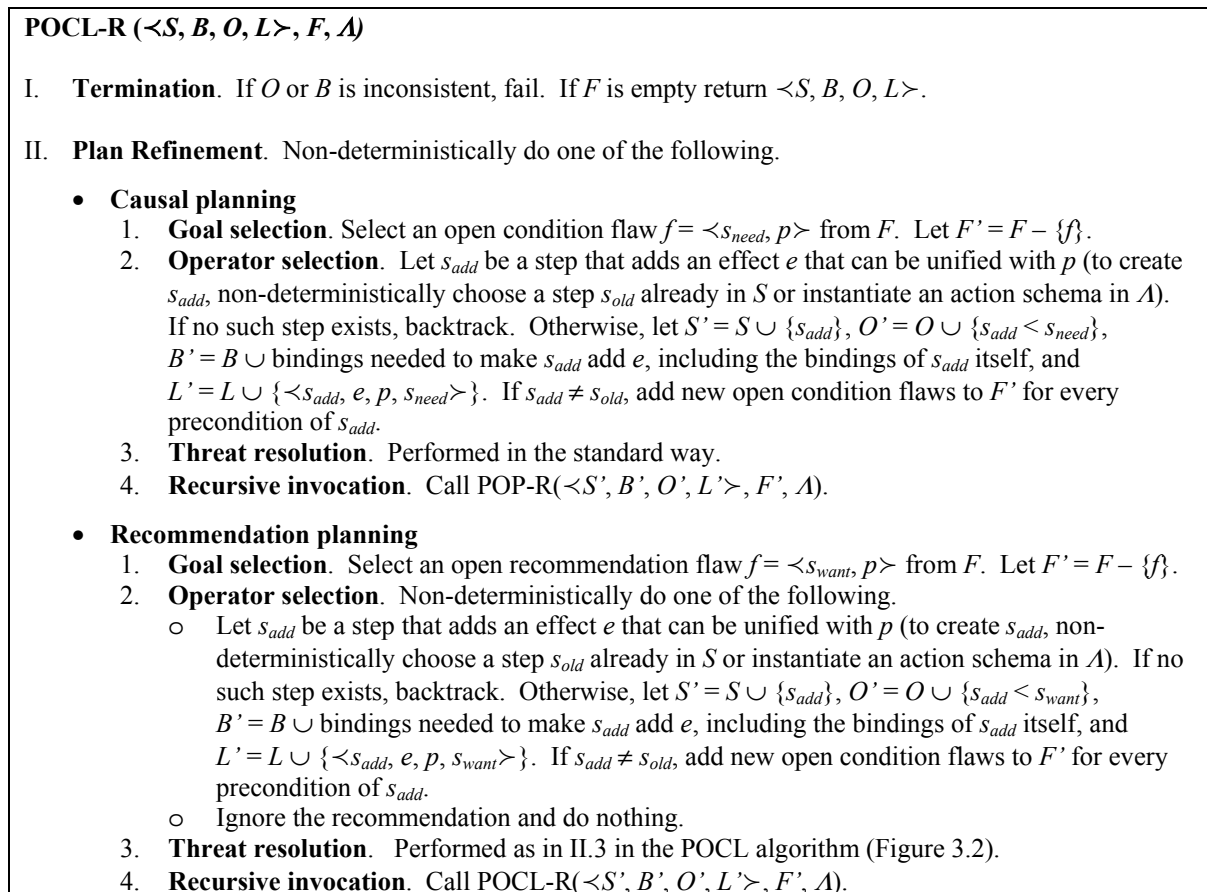 POCL-R (≺S, B, O, L≻, F, Λ)
I. Termination. If O or B is inconsistent, fail. If F is empty return ≺S, B, O, L≻.
II. Plan Refinement. Non-deterministically do one of the following.
• Causal planning
1. Goal selection. Select an open condition flaw f = ≺s_need, p≻ from F. Let F’ = F – {f}.
2. Operator selection. Let s_add be a step that adds an effect e that can be unified with p (to create
s_add, non-deterministically choose a step s_old already in S or instantiate an action schema in Λ).
If no such step exists, backtrack. Otherwise, let S’ = S ∪ {s_add}, O’ = O ∪ {s_add < s_need},
B’ = B ∪ bindings needed to make s_add add e, including the bindings of s_add itself, and
L’ = L ∪ {≺s_add, e, p, s_need≻}. If s_add ≠ s_old, add new open condition flaws to F’ for every
precondition of s_add.
3. Threat resolution. Performed in the standard way.
4. Recursive invocation. Call POP-R(≺S’, B’, O’, L’≻, F’, Λ).
• Recommendation planning
1. Goal selection. Select an open recommendation flaw f = ≺s_want, p≻ from F. Let F’ = F – {f}.
2. Operator selection. Non-deterministically do one of the following.
o Let s_add be a step that adds an effect e that can be unified with p (to create s_add, non-
deterministically choose a step s_old already in S or instantiate an action schema in Λ). If no
such step exists, backtrack. Otherwise, let S’ = S ∪ {s_add}, O’ = O ∪ {s_add < s_want},
B’ = B ∪ bindings needed to make s_add add e, including the bindings of s_add itself, and
L’ = L ∪ {≺s_add, e, p, s_want≻}. If s_add ≠ s_old, add new open condition flaws to F’ for every
precondition of s_add.
o Ignore the recommendation and do nothing.
3. Threat resolution. Performed as in II.3 in the POCL algorithm (Figure 3.2).
4. Recursive invocation. Call POCL-R(≺S’, B’, O’, L’≻, F’, Λ).